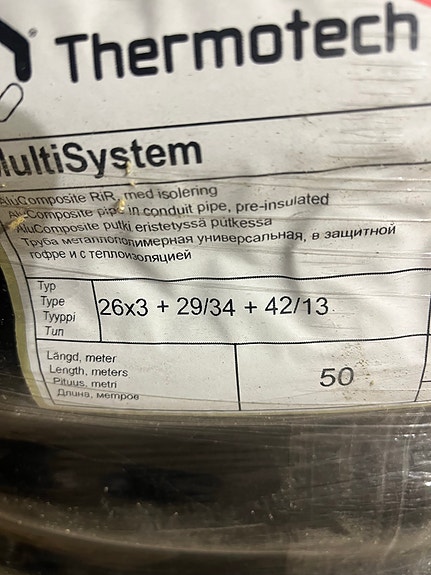 Thermotech
MultiSystem
AluComposite RiR, med isolering
AluComposite pipe in conduit pipe, pre-insulated
AluComposite putki eristetyssä putkessa
Труба металлополимерная универсальная, в защитной
гофре и с теплоизоляцией
Typ
Type
Tyyppi
Тип
26x3 + 29/34 + 42/13
Längd, meter
Length, meters
Pituus, metri
Длина, метров
50